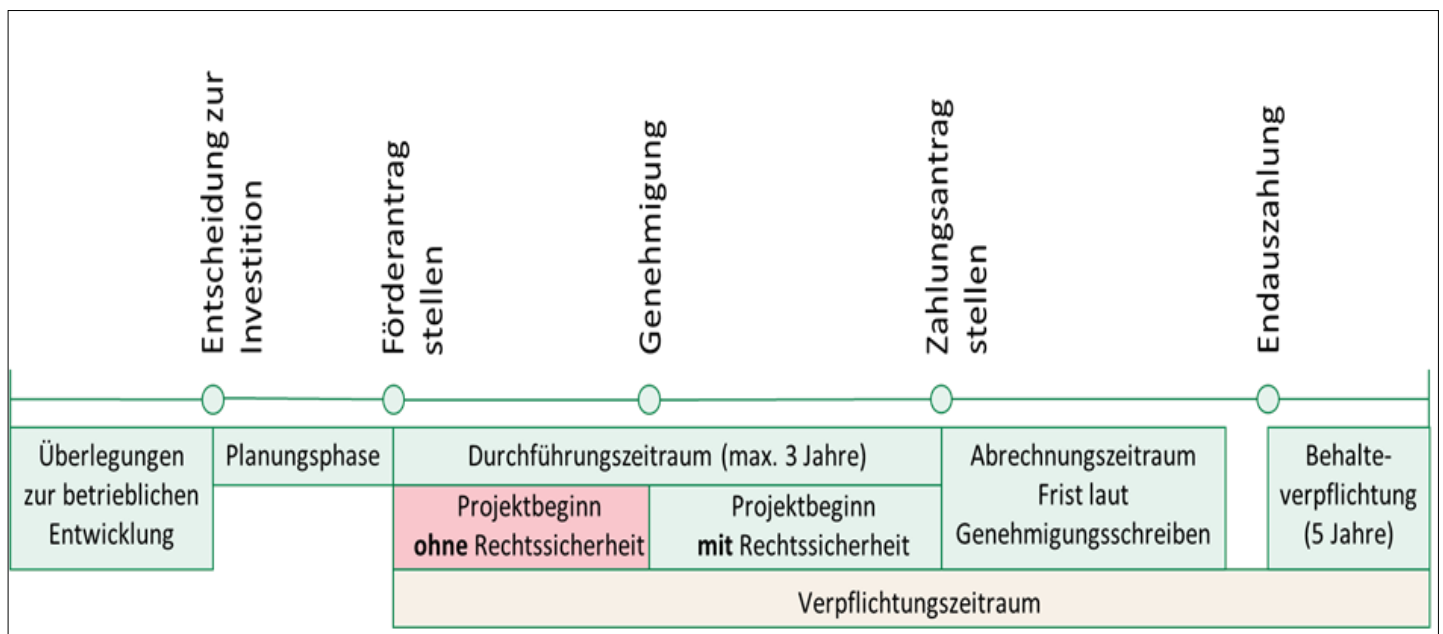 Entscheidung zur
Investition
Förderantrag
stellen
Genehmigung
Zahlungsantrag
stellen
Endauszahlung
Überlegungen
zur betrieblichen
Entwicklung
Planungsphase
Durchführungszeitraum (max. 3 Jahre)
Projektbeginn
ohne Rechtssicherheit
Projektbeginn
mit Rechtssicherheit
Abrechnungszeitraum
Frist laut
Genehmigungsschreiben
Behalte-
verpflichtung
(5 Jahre)
Verpflichtungszeitraum